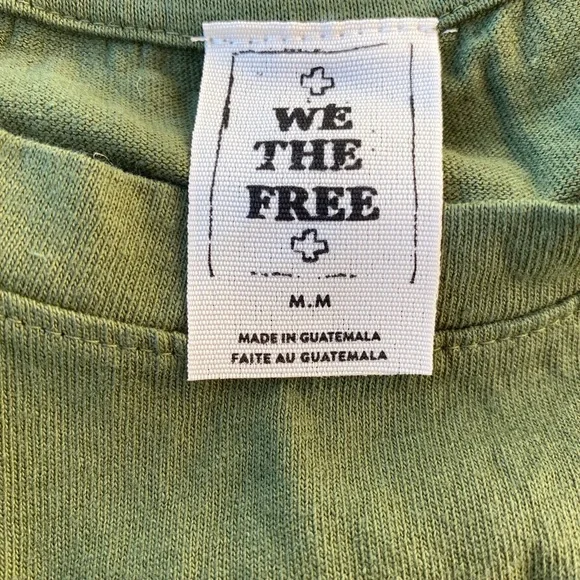 WE
THE
FREE
M.M
MADE IN GUATEMALA
FAITE AU GUATEMALA